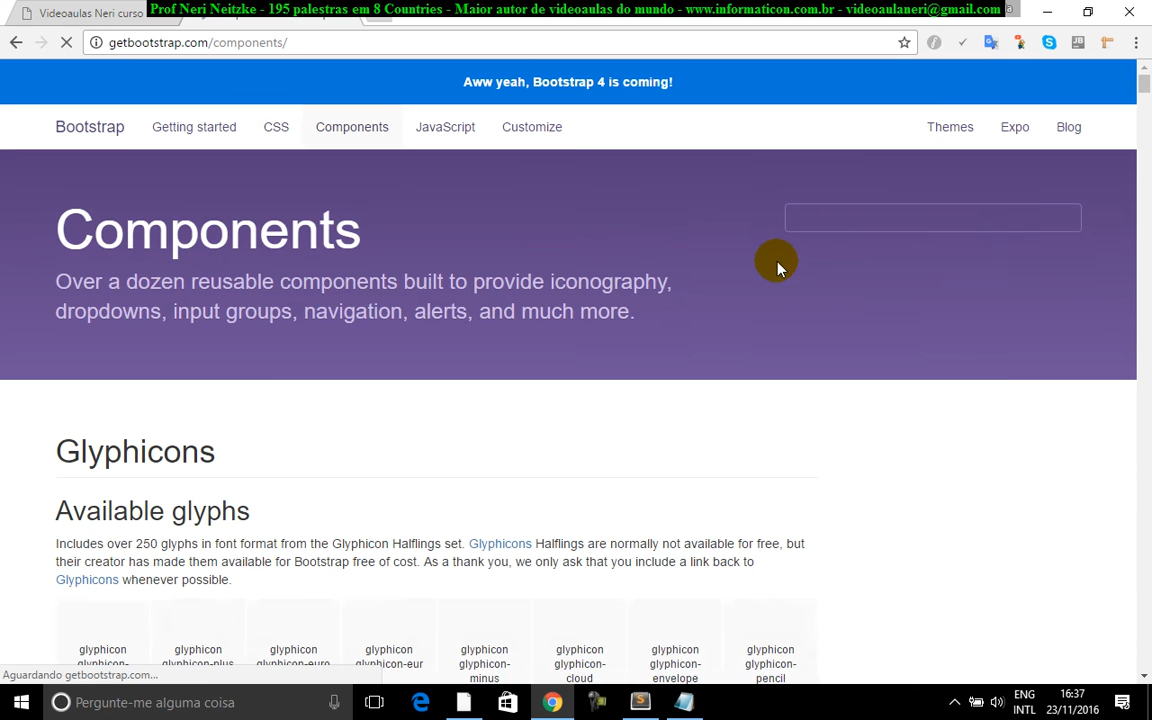 Videoaulas Neri curso
Prof Neri Neitzke - 195 palestras em 8 Countries - Maior autor de videoaulas do mundo - www.informaticon.com.br - videoaulaneri@gmail.com
getbootstrap.com/components/
Aww yeah, Bootstrap 4 is coming!
Bootstrap Getting started CSS Components JavaScript Customize Themes Expo Blog
Components
Over a dozen reusable components built to provide iconography,
dropdowns, input groups, navigation, alerts, and much more.
Glyphicons
Available glyphs
Includes over 250 glyphs in font format from the Glyphicon Halflings set. Glyphicons Halflings are normally not available for free, but
their creator has made them available for Bootstrap free of cost. As a thank you, we only ask that you include a link back to
Glyphicons whenever possible.
glyphicon glyphicon glyphicon glyphicon glyphicon glyphicon glyphicon glyphicon
glyphicon- glyphicon-plus glyphicon-euro glyphicon-eur glyphicon- glyphicon- glyphicon- glyphicon-
minus cloud envelope pencil
Aguardando getbootstrap.com...
Pergunte-me alguma coisa
ENG 16:37
INTL 23/11/2016